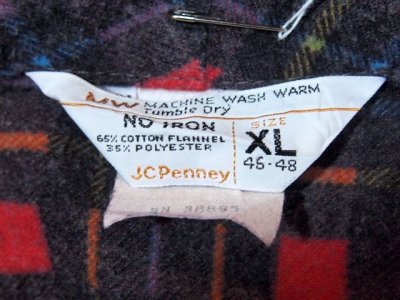 MW MACHINE WASH WARM
Tumble Dry
NO IRON
65% COTTON FLANNEL
35% POLYESTER
JCPenney
SIZE
XL
46-48
RN 38895